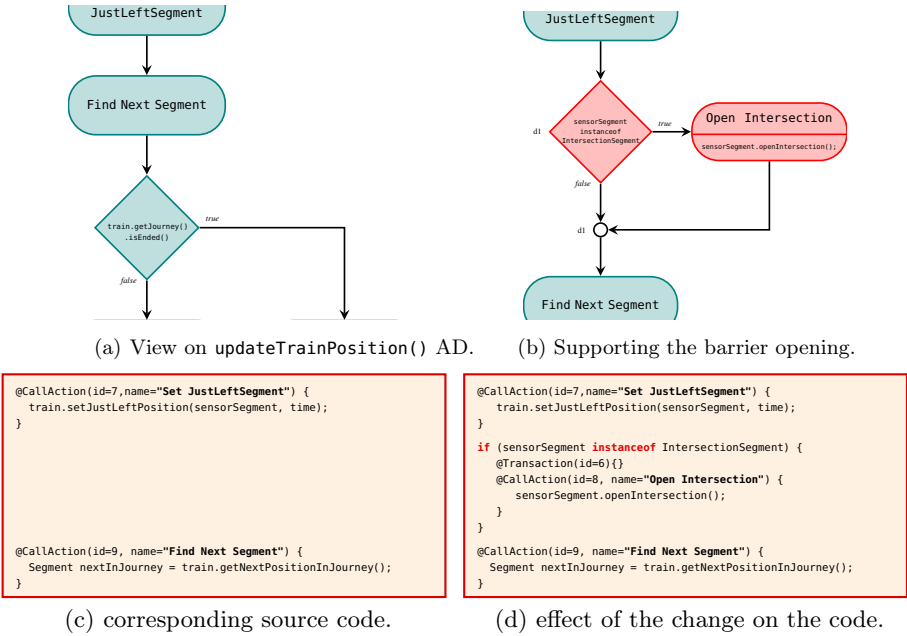 JustLeftSegment
Find Next Segment
train.getJourney()
.isEnded()
true
false
(a) View on updateTrainPosition() AD.
JustLeftSegment
d1
sensorSegment
instanceof
IntersectionSegment
true
Open Intersection
sensorSegment.openIntersection();
false
d1
Find Next Segment
(b) Supporting the barrier opening.
@CallAction(id=7,name="Set JustLeftSegment") {
train.setJustLeftPosition(sensorSegment, time);
}
@CallAction(id=9, name="Find Next Segment") {
Segment nextInJourney = train.getNextPositionInJourney();
}
(c) corresponding source code.
@CallAction(id=7,name="Set JustLeftSegment") {
train.setJustLeftPosition(sensorSegment, time);
}
if (sensorSegment instanceof IntersectionSegment) {
@Transaction(id=6){}
@CallAction(id=8, name="Open Intersection") {
sensorSegment.openIntersection();
}
}
@CallAction(id=9, name="Find Next Segment") {
Segment nextInJourney = train.getNextPositionInJourney();
}
(d) effect of the change on the code.